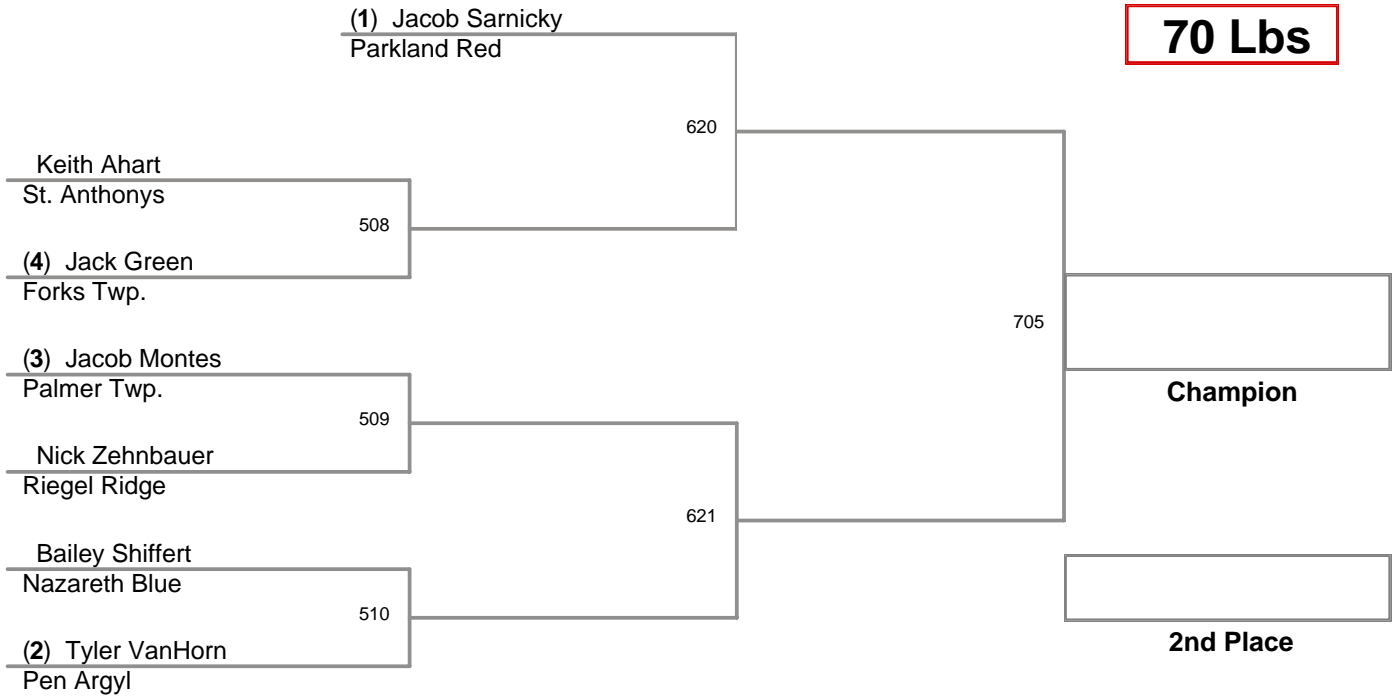 (1) Jacob Sarnicky
Parkland Red
70 Lbs
620
Keith Ahart
St. Anthonys
508
(4) Jack Green
Forks Twp.
705
(3) Jacob Montes
Palmer Twp.
Champion
509
Nick Zehnbauer
Riegel Ridge
621
Bailey Shiffert
Nazareth Blue
510
(2) Tyler VanHorn
Pen Argyl
2nd Place